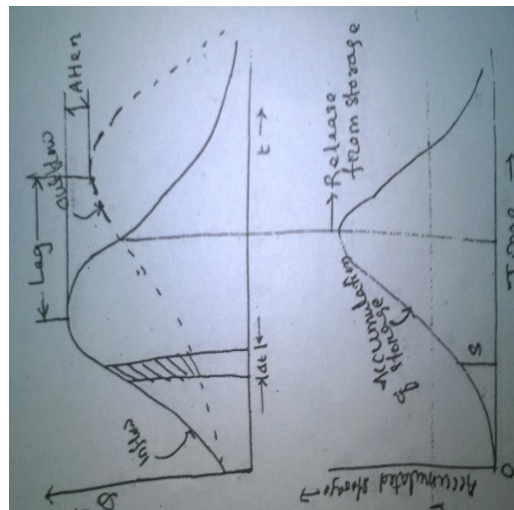 Lag
Atten
outflow
Inflow
Δt
t
Release
from storage
Accumulation
of storage
S
Time
O
Accumulated storage